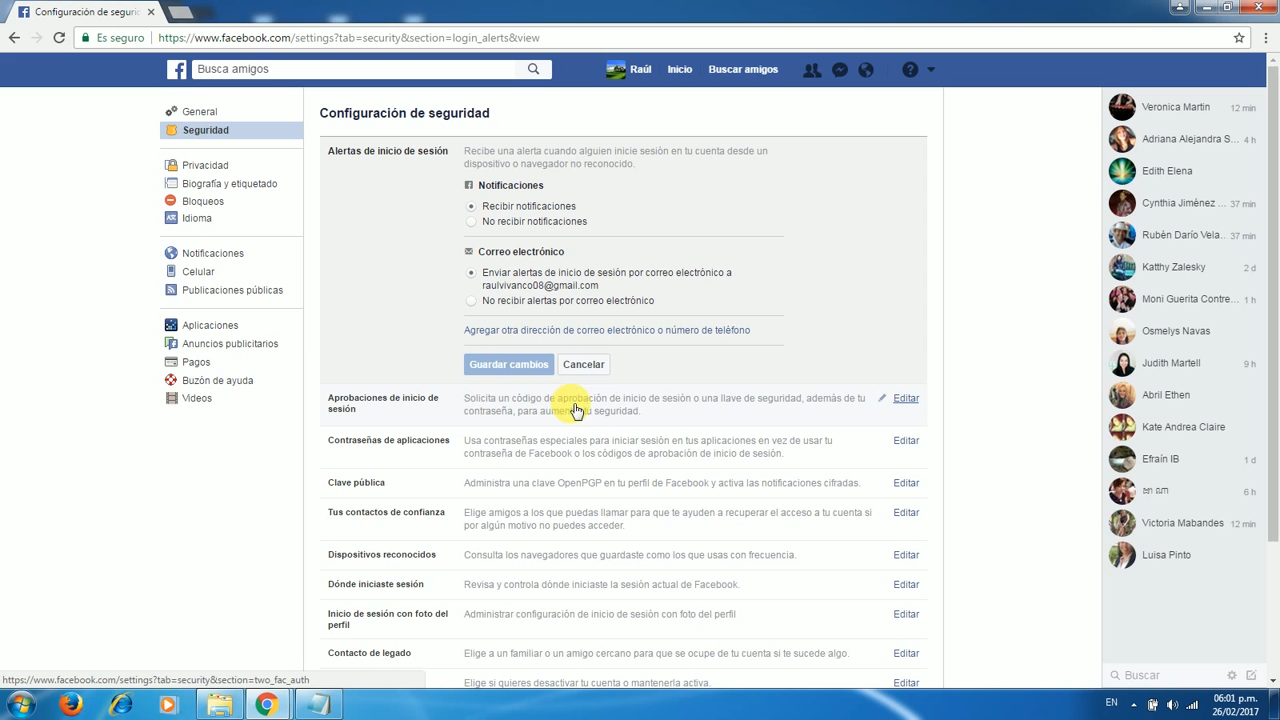 Configuración de seguri
Es seguro
https://www.facebook.com/settings?tab=security&section=login_alerts&view
Busca amigos
Raúl
Inicio
Buscar amigos
General
Seguridad
Privacidad
Biografía y etiquetado
Bloqueos
Idioma
Notificaciones
Celular
Publicaciones públicas
Aplicaciones
Anuncios publicitarios
Pagos
Buzón de ayuda
Videos
Configuración de seguridad
Alertas de inicio de sesión
Recibe una alerta cuando alguien inicie sesión en tu cuenta desde un
dispositivo o navegador no reconocido.
Notificaciones
Recibir notificaciones
No recibir notificaciones
Correo electrónico
Enviar alertas de inicio de sesión por correo electrónico a
raulvivanco08@gmail.com
No recibir alertas por correo electrónico
Agregar otra dirección de correo electrónico o número de teléfono
Guardar cambios
Cancelar
Aprobaciones de inicio de
sesión
Solicita un código de aprobación de inicio de sesión o una llave de seguridad, además de tu
contraseña, para aumentar tu seguridad.
Editar
Contraseñas de aplicaciones
Usa contraseñas especiales para iniciar sesión en tus aplicaciones en vez de usar tu
contraseña de Facebook o los códigos de aprobación de inicio de sesión.
Editar
Clave pública
Administra una clave OpenPGP en tu perfil de Facebook y activa las notificaciones cifradas.
Editar
Tus contactos de confianza
Elige amigos a los que puedas llamar para que te ayuden a recuperar el acceso a tu cuenta si
por algún motivo no puedes acceder.
Editar
Dispositivos reconocidos
Consulta los navegadores que guardaste como los que usas con frecuencia.
Editar
Dónde iniciaste sesión
Revisa y controla dónde iniciaste la sesión actual de Facebook.
Editar
Inicio de sesión con foto del
perfil
Administrar configuración de inicio de sesión con foto del perfil
Editar
Contacto de legado
Elige a un familiar o un amigo cercano para que se ocupe de tu cuenta si te sucede algo.
Editar
Elige si quieres desactivar tu cuenta o mantenerla activa.
Editar
Veronica Martin 12 min
Adriana Alejandra S... 4 h
Edith Elena
Cynthia Jiménez ... 37 min
Rubén Darío Vela... 37 min
Katthy Zalesky 2 d
Moni Guerita Contre... 1 h
Osmelys Navas
Judith Martell 9 h
Abril Ethen
Kate Andrea Claire
Efraín IB 1 d
6 h
Victoria Mabandes 12 min
Luisa Pinto
Buscar
https://www.facebook.com/settings?tab=security&section=two_fac_auth
EN
06:01 p.m.
26/02/2017